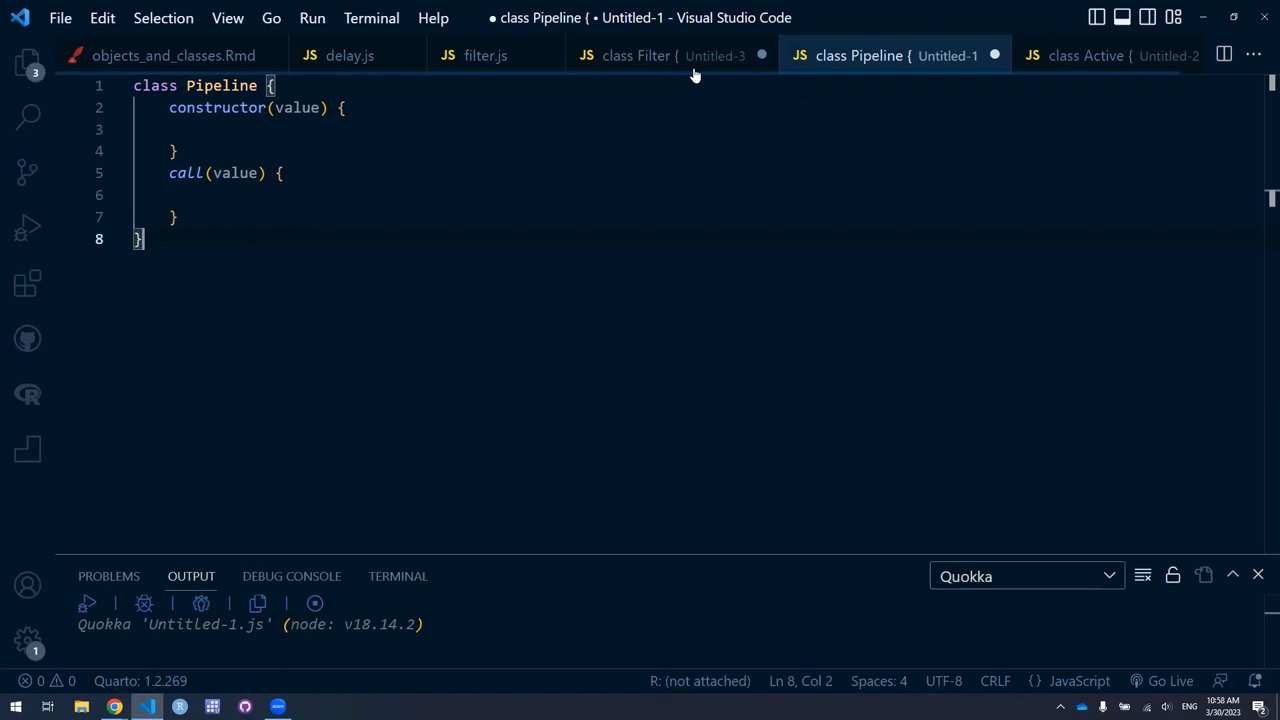 File Edit Selection View Go Run Terminal Help ● class Pipeline { • Untitled-1 - Visual Studio Code
objects_and_classes.Rmd JS delay.js JS filter.js JS class Filter { Untitled-3 JS class Pipeline { Untitled-1 JS class Active { Untitled-2
3
1 class Pipeline {
2 constructor(value) {
3
4 }
5 call(value) {
6
7 }
8 }
PROBLEMS OUTPUT DEBUG CONSOLE TERMINAL Quokka
Quokka 'Untitled-1.js' (node: v18.14.2)
1
0 0 Quarto: 1.2.269 R: (not attached) Ln 8, Col 2 Spaces: 4 UTF-8 CRLF {} JavaScript Go Live
zoom ENG 10:58 AM
3/30/2023 2